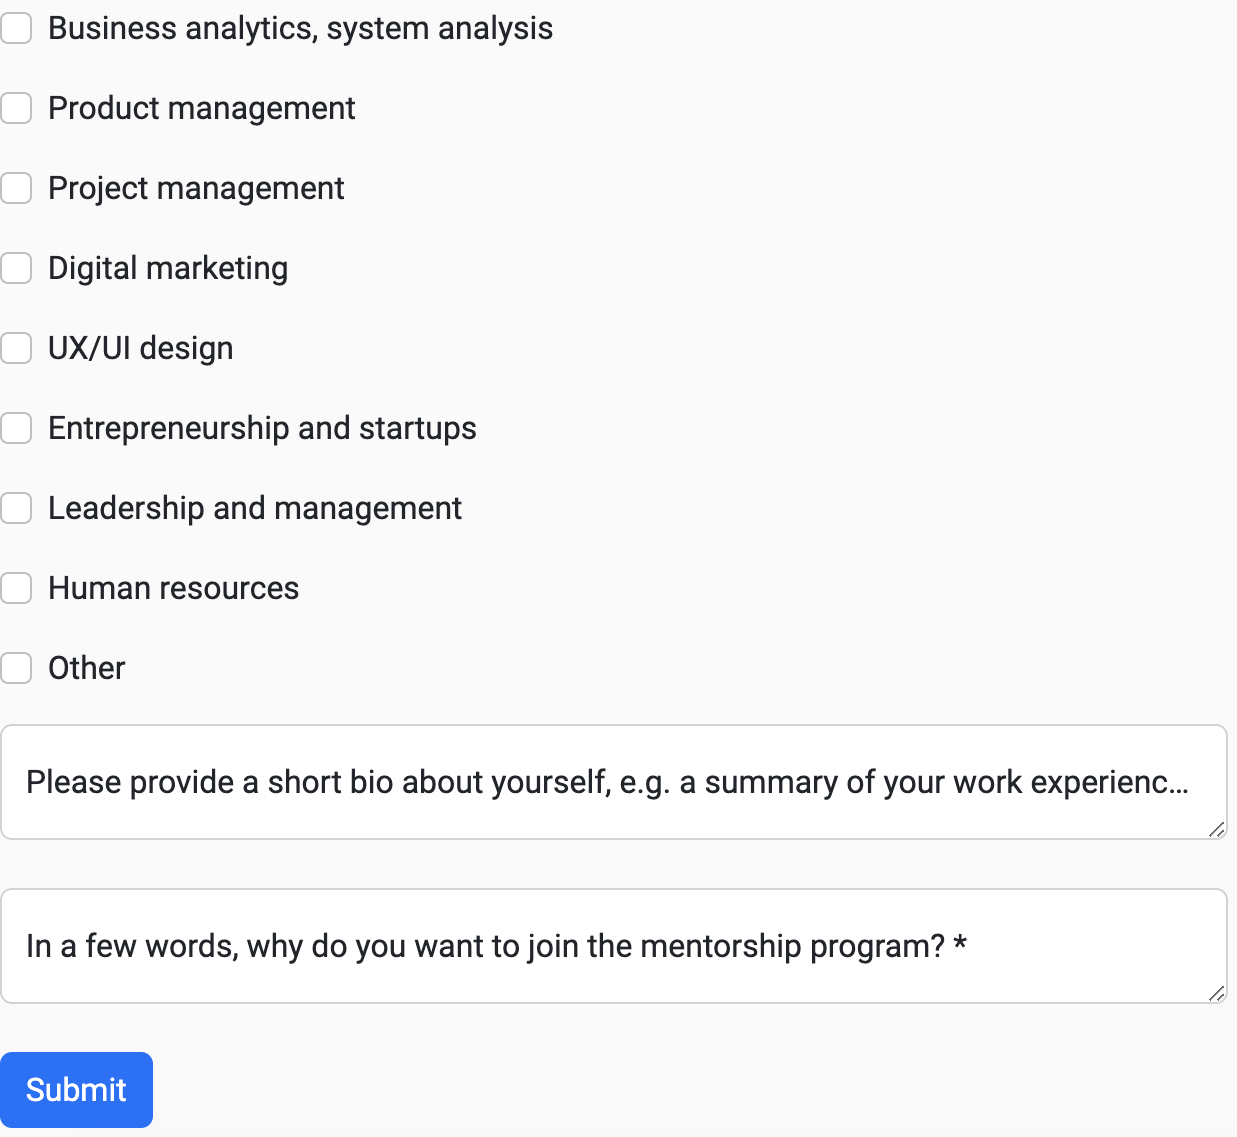 Business analytics, system analysis
Product management
Project management
Digital marketing
UX/UI design
Entrepreneurship and startups
Leadership and management
Human resources
Other
Please provide a short bio about yourself, e.g. a summary of your work experienc...
In a few words, why do you want to join the mentorship program? *
Submit